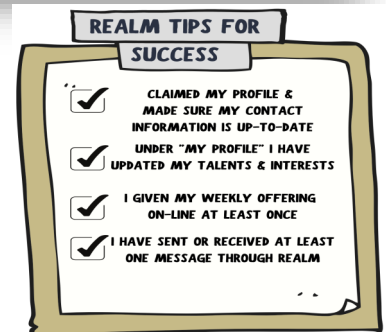 REALM TIPS FOR
SUCCESS
CLAIMED MY PROFILE &
MADE SURE MY CONTACT
INFORMATION IS UP-TO-DATE
UNDER "MY PROFILE" I HAVE
UPDATED MY TALENTS & INTERESTS
I GIVEN MY WEEKLY OFFERING
ON-LINE AT LEAST ONCE
I HAVE SENT OR RECEIVED AT LEAST
ONE MESSAGE THROUGH REALM